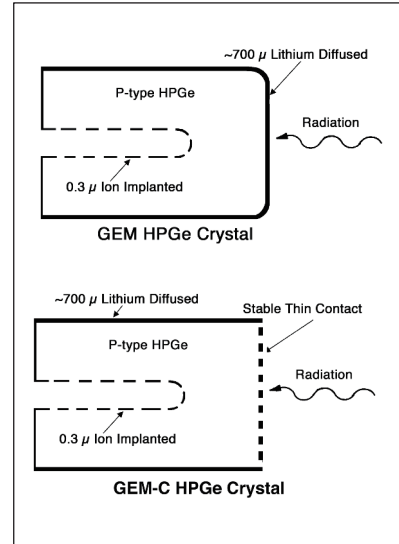 ~700 μ Lithium Diffused
P-type HPGe
Radiation
0.3 μ Ion Implanted
GEM HPGe Crystal
~700 μ Lithium Diffused
Stable Thin Contact
P-type HPGe
Radiation
0.3 μ Ion Implanted
GEM-C HPGe Crystal